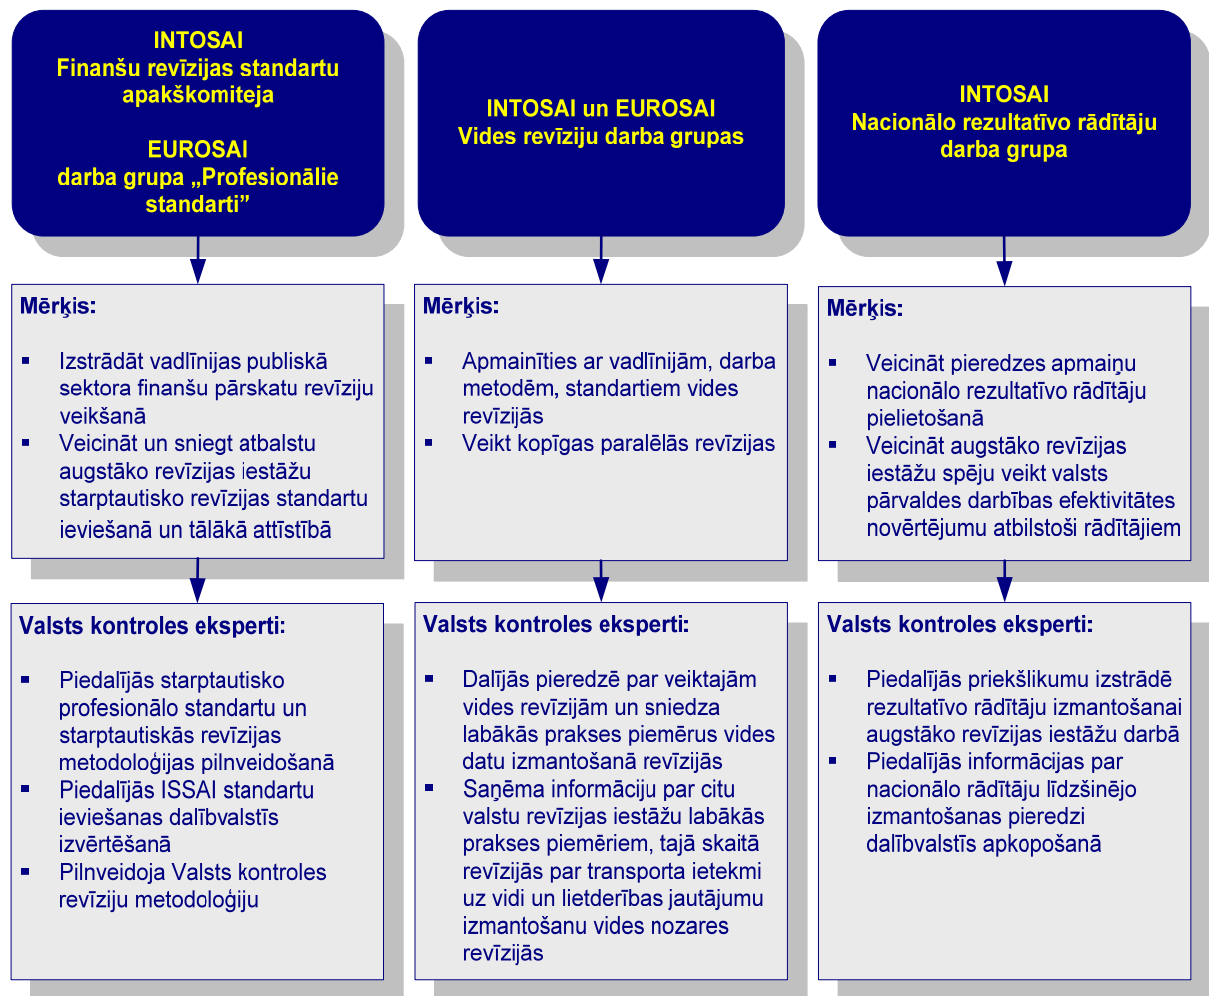 INTOSAI
Finanšu revīzijas standartu
apakškomiteja
EUROSAI
darba grupa „Profesionālie
standarti”
Mērķis:
▪ Izstrādāt vadlīnijas publiskā
sektora finanšu pārskatu revīziju
veikšanā
▪ Veicināt un sniegt atbalstu
augstāko revīzijas iestāžu
starptautisko revīzijas standartu
ieviešanā un tālākā attīstībā
Valsts kontroles eksperti:
▪ Piedalījās starptautisko
profesionālo standartu un
starptautiskās revīzijas
metodoloģijas pilnveidošanā
▪ Piedalījās ISSAI standartu
ieviešanas dalībvalstīs
izvērtēšanā
▪ Pilnveidoja Valsts kontroles
revīziju metodoloģiju
INTOSAI un EUROSAI
Vides revīziju darba grupas
Mērķis:
▪ Apmainīties ar vadlīnijām, darba
metodēm, standartiem vides
revīzijās
▪ Veikt kopīgas paralēlās revīzijas
Valsts kontroles eksperti:
▪ Dalījās pieredzē par veiktajām
vides revīzijām un sniedza
labākās prakses piemērus vides
datu izmantošanā revīzijās
▪ Saņēma informāciju par citu
valstu revīzijas iestāžu labākās
prakses piemēriem, tajā skaitā
revīzijās par transporta ietekmi
uz vidi un lietderības jautājumu
izmantošanu vides nozares
revīzijās
INTOSAI
Nacionālo rezultatīvo rādītāju
darba grupa
Mērķis:
▪ Veicināt pieredzes apmaiņu
nacionālo rezultatīvo rādītāju
pielietošanā
▪ Veicināt augstāko revīzijas
iestāžu spēju veikt valsts
pārvaldes darbības efektivitātes
novērtējumu atbilstoši rādītājiem
Valsts kontroles eksperti:
▪ Piedalījās priekšlikumu izstrādē
rezultatīvo rādītāju izmantošanai
augstāko revīzijas iestāžu darbā
▪ Piedalījās informācijas par
nacionālo rādītāju līdzšinējo
izmantošanas pieredzi
dalībvalstīs apkopošanā